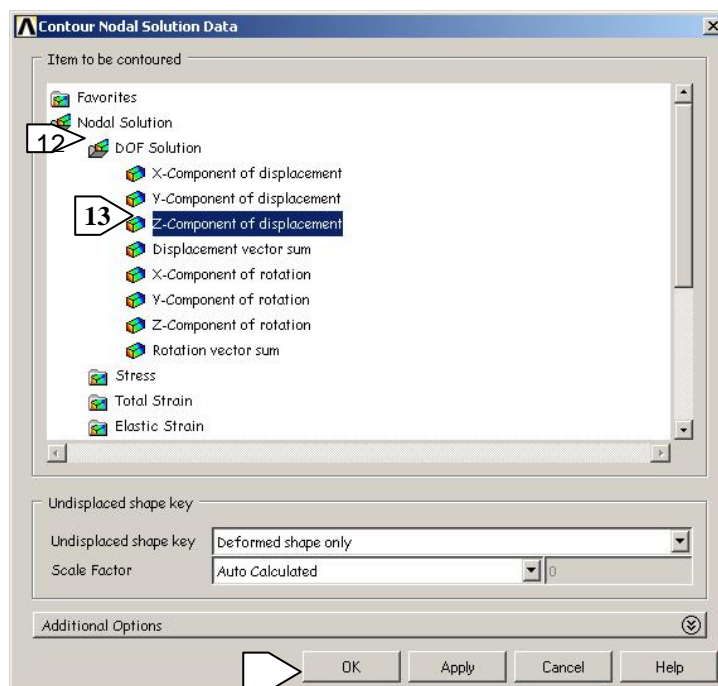 Contour Nodal Solution Data
Item to be contoured
Favorites
Nodal Solution
12
DOF Solution
X-Component of displacement
Y-Component of displacement
13
Z-Component of displacement
Displacement vector sum
X-Component of rotation
Y-Component of rotation
Z-Component of rotation
Rotation vector sum
Stress
Total Strain
Elastic Strain
Undisplaced shape key
Undisplaced shape key Deformed shape only
Scale Factor Auto Calculated 0
Additional Options
OK Apply Cancel Help